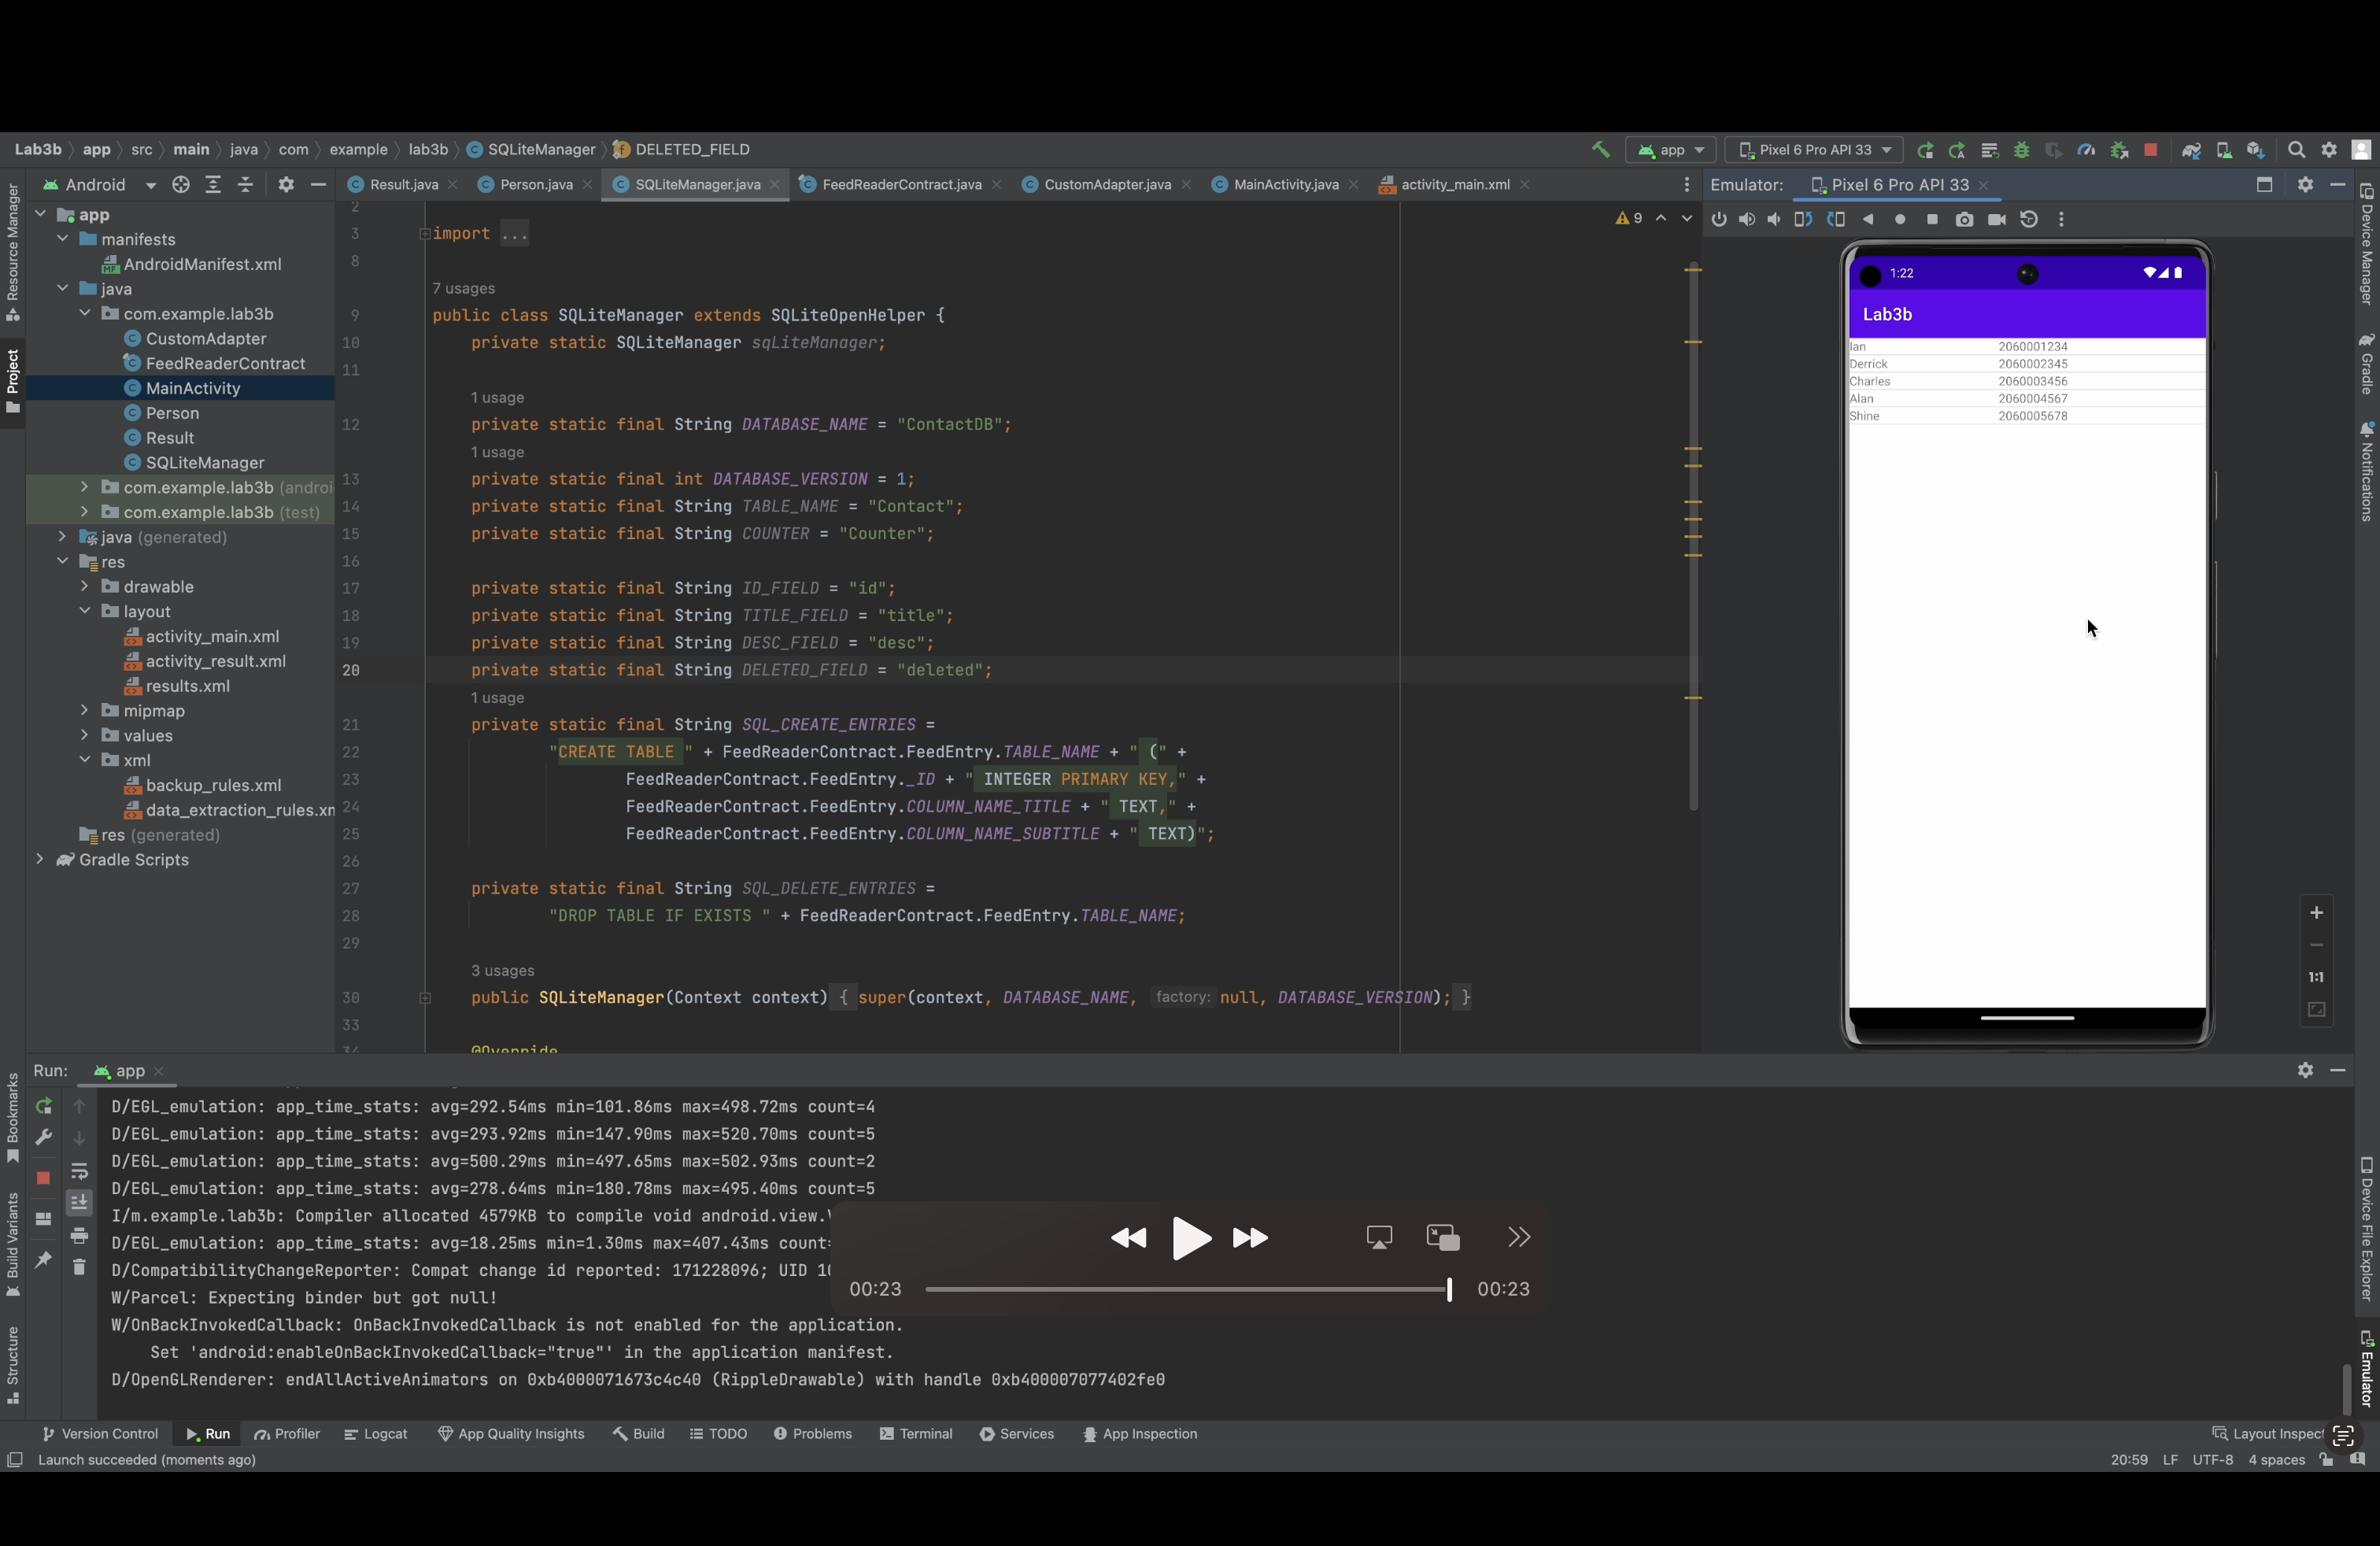 Lab3b app src main java com example lab3b SQLiteManager DELETED_FIELD
app Pixel 6 Pro API 33
Android
Result.java Person.java SQLiteManager.java FeedReaderContract.java CustomAdapter.java MainActivity.java activity_main.xml
Emulator: Pixel 6 Pro API 33
Resource Manager
Project
Bookmarks
Build Variants
Structure
app
manifests
AndroidManifest.xml
java
com.example.lab3b
CustomAdapter
FeedReaderContract
MainActivity
Person
Result
SQLiteManager
com.example.lab3b (androi
com.example.lab3b (test)
java (generated)
res
drawable
layout
activity_main.xml
activity_result.xml
results.xml
mipmap
values
xml
backup_rules.xml
data_extraction_rules.xm
res (generated)
Gradle Scripts
9
2
3 import ...
8
7 usages
9 public class SQLiteManager extends SQLiteOpenHelper {
10 private static SQLiteManager sqLiteManager;
11
1 usage
12 private static final String DATABASE_NAME = "ContactDB";
1 usage
13 private static final int DATABASE_VERSION = 1;
14 private static final String TABLE_NAME = "Contact";
15 private static final String COUNTER = "Counter";
16
17 private static final String ID_FIELD = "id";
18 private static final String TITLE_FIELD = "title";
19 private static final String DESC_FIELD = "desc";
20 private static final String DELETED_FIELD = "deleted";
1 usage
21 private static final String SQL_CREATE_ENTRIES =
22 "CREATE TABLE " + FeedReaderContract.FeedEntry.TABLE_NAME + " (" +
23 FeedReaderContract.FeedEntry._ID + " INTEGER PRIMARY KEY," +
24 FeedReaderContract.FeedEntry.COLUMN_NAME_TITLE + " TEXT," +
25 FeedReaderContract.FeedEntry.COLUMN_NAME_SUBTITLE + " TEXT)";
26
27 private static final String SQL_DELETE_ENTRIES =
28 "DROP TABLE IF EXISTS " + FeedReaderContract.FeedEntry.TABLE_NAME;
29
3 usages
30 public SQLiteManager(Context context) { super(context, DATABASE_NAME, factory: null, DATABASE_VERSION); }
33
34 @Override
1:22
Lab3b
Ian 2060001234
Derrick 2060002345
Charles 2060003456
Alan 2060004567
Shine 2060005678
1:1
Device Manager
Gradle
Notifications
Device File Explorer
Emulator
Run: app
D/EGL_emulation: app_time_stats: avg=292.54ms min=101.86ms max=498.72ms count=4
D/EGL_emulation: app_time_stats: avg=293.92ms min=147.90ms max=520.70ms count=5
D/EGL_emulation: app_time_stats: avg=500.29ms min=497.65ms max=502.93ms count=2
D/EGL_emulation: app_time_stats: avg=278.64ms min=180.78ms max=495.40ms count=5
I/m.example.lab3b: Compiler allocated 4579KB to compile void android.view.
D/EGL_emulation: app_time_stats: avg=18.25ms min=1.30ms max=407.43ms count=
D/CompatibilityChangeReporter: Compat change id reported: 171228096; UID 10
W/Parcel: Expecting binder but got null!
W/OnBackInvokedCallback: OnBackInvokedCallback is not enabled for the application.
Set 'android:enableOnBackInvokedCallback="true"' in the application manifest.
D/OpenGLRenderer: endAllActiveAnimators on 0xb4000071673c4c40 (RippleDrawable) with handle 0xb400007077402fe0
00:23 00:23
Version Control Run Profiler Logcat App Quality Insights Build TODO Problems Terminal Services App Inspection Layout Inspect
Launch succeeded (moments ago) 20:59 LF UTF-8 4 spaces